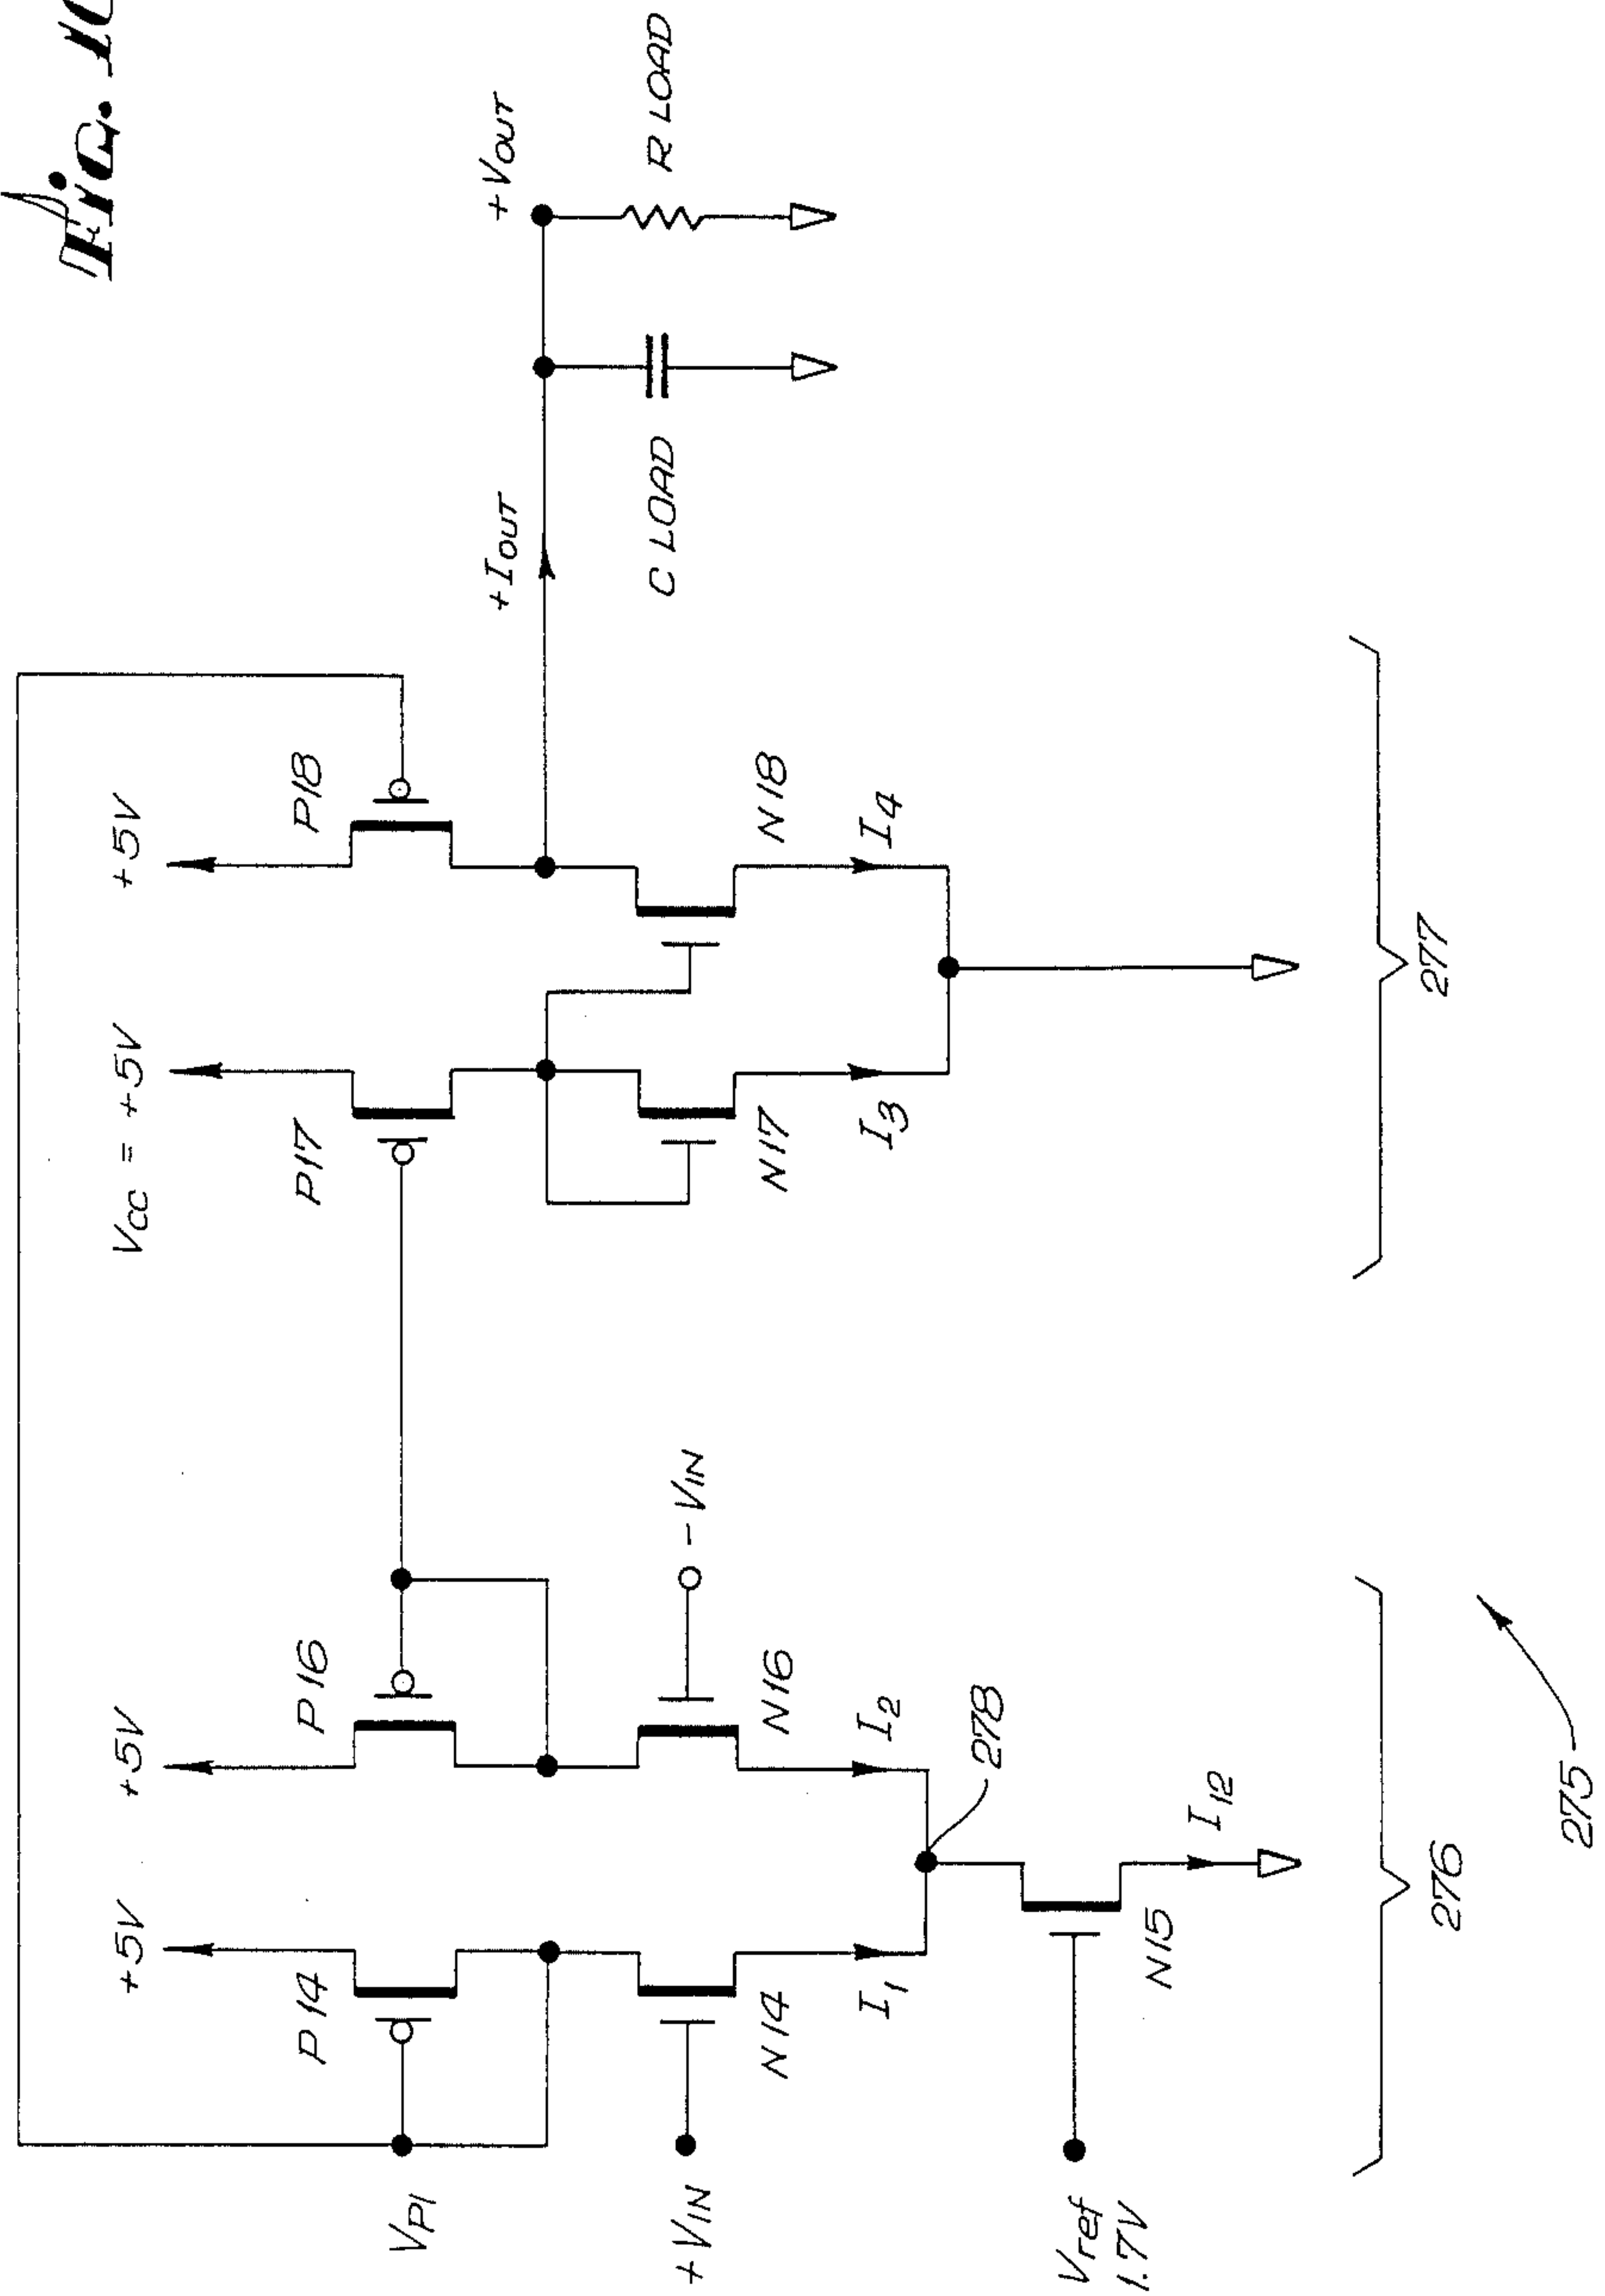 Fig. 10
+5V
+5V
VCC = +5V
+5V
P14
P16
P17
P18
VP1
+VOUT
+IOUT
+VIN
-VIN
C LOAD
R LOAD
N14
N16
N17
N18
I1
I2
I3
I4
278
Vref
1.7V
N15
I12
276
277
275